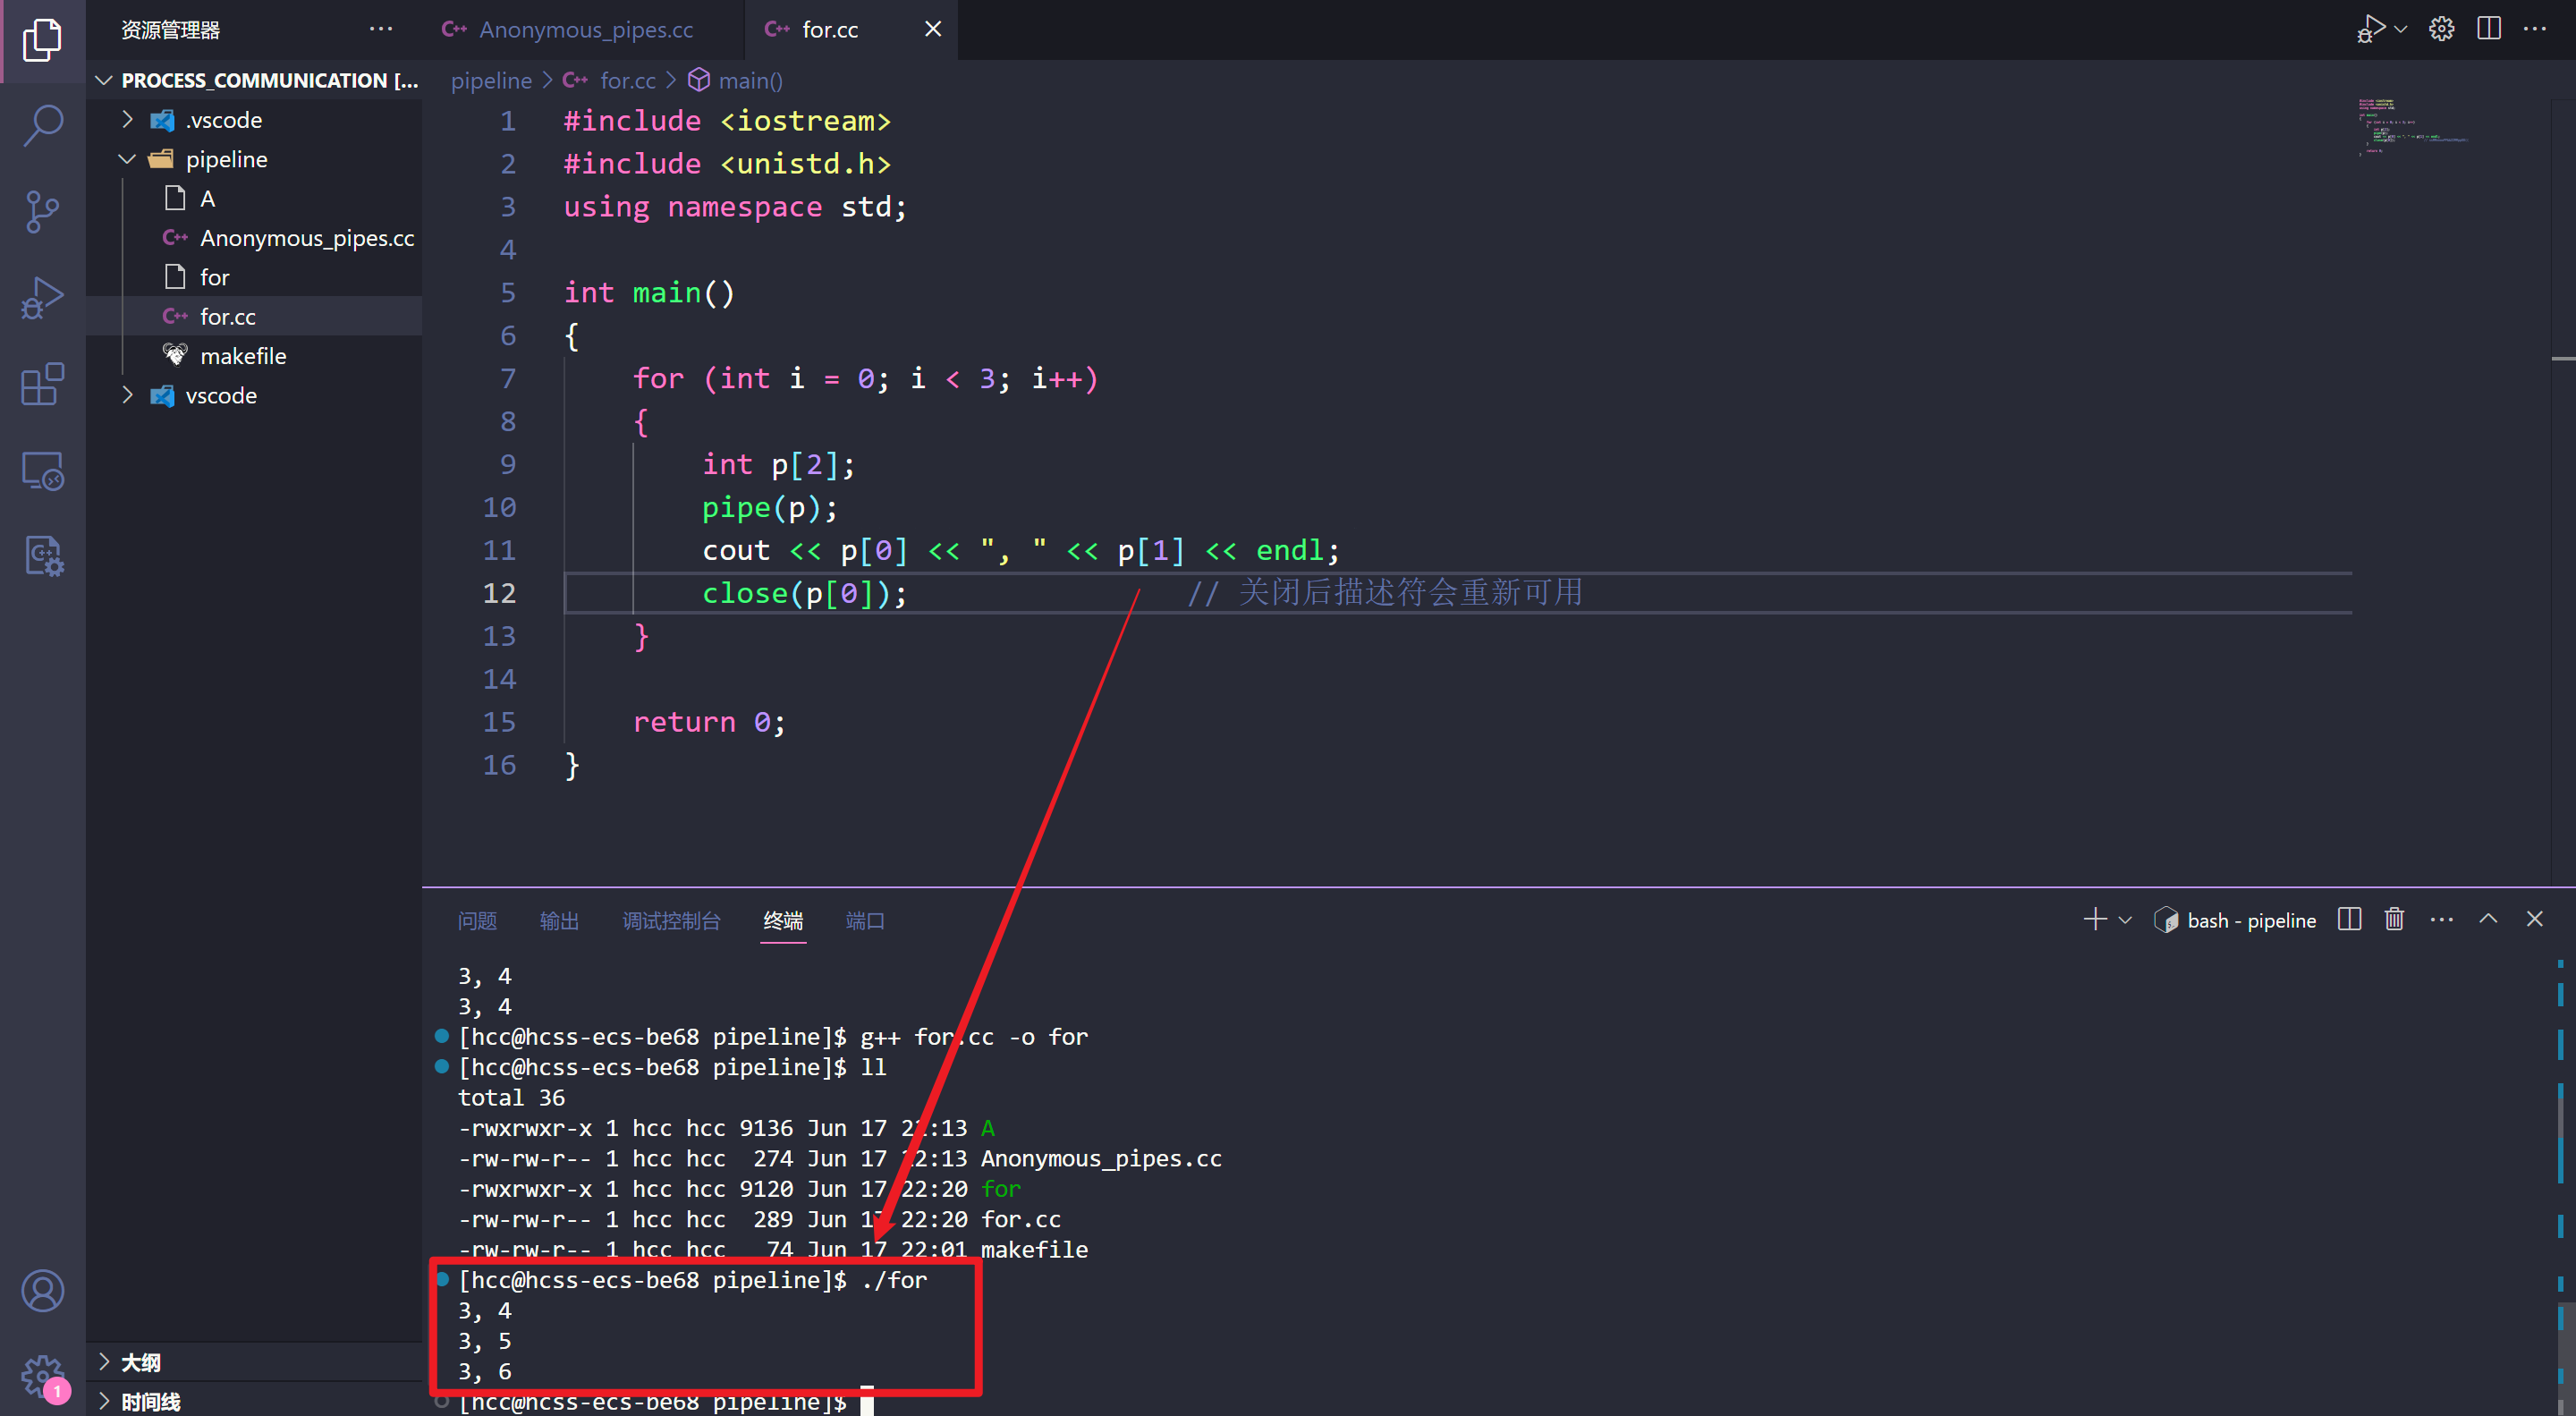 资源管理器
Anonymous_pipes.cc
for.cc
PROCESS_COMMUNICATION [...
.vscode
pipeline
A
Anonymous_pipes.cc
for
for.cc
makefile
vscode
大纲
时间线
1
pipeline > for.cc > main()
1 #include <iostream>
2 #include <unistd.h>
3 using namespace std;
4
5 int main()
6 {
7 for (int i = 0; i < 3; i++)
8 {
9 int p[2];
10 pipe(p);
11 cout << p[0] << ", " << p[1] << endl;
12 close(p[0]); // 关闭后描述符会重新可用
13 }
14
15 return 0;
16 }
问题 输出 调试控制台 终端 端口
bash - pipeline
3, 4
3, 4
[hcc@hcss-ecs-be68 pipeline]$ g++ for.cc -o for
[hcc@hcss-ecs-be68 pipeline]$ ll
total 36
-rwxrwxr-x 1 hcc hcc 9136 Jun 17 22:13 A
-rw-rw-r-- 1 hcc hcc  274 Jun 17 22:13 Anonymous_pipes.cc
-rwxrwxr-x 1 hcc hcc 9120 Jun 17 22:20 for
-rw-rw-r-- 1 hcc hcc  289 Jun 17 22:20 for.cc
-rw-rw-r-- 1 hcc hcc   74 Jun 17 22:01 makefile
[hcc@hcss-ecs-be68 pipeline]$ ./for
3, 4
3, 5
3, 6
[hcc@hcss-ecs-be68 pipeline]$